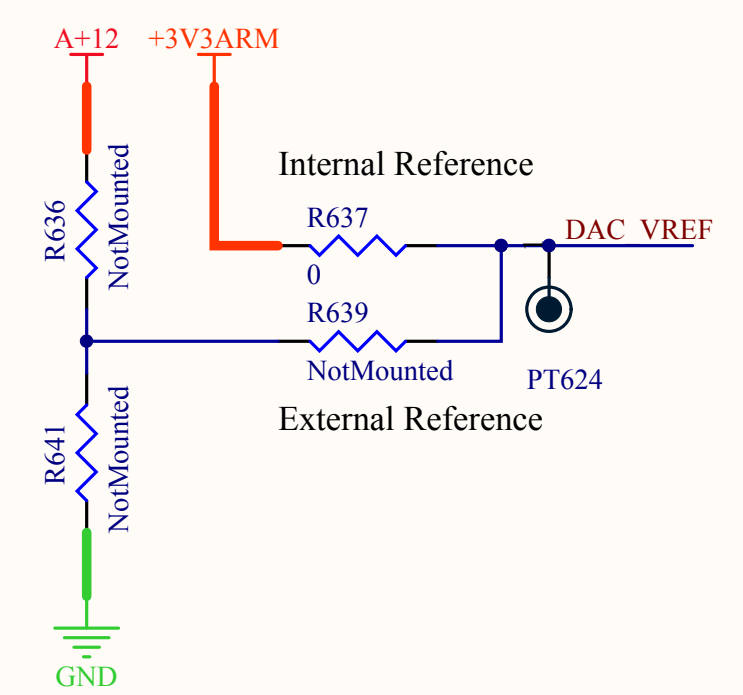 A+12
+3V3ARM
Internal Reference
R636
NotMounted
R637
0
DAC_VREF
R639
NotMounted
PT624
External Reference
R641
NotMounted
GND